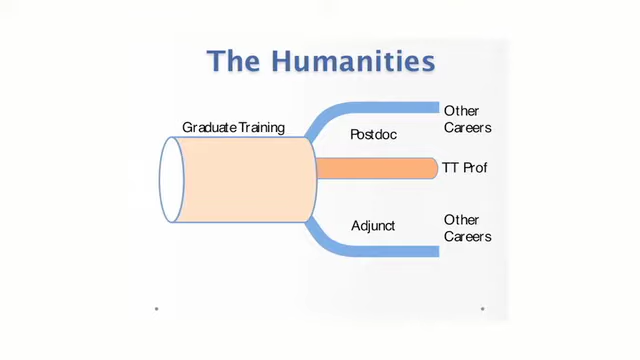 The Humanities
Graduate Training
Other
Careers
Postdoc
TT Prof
Adjunct
Other
Careers